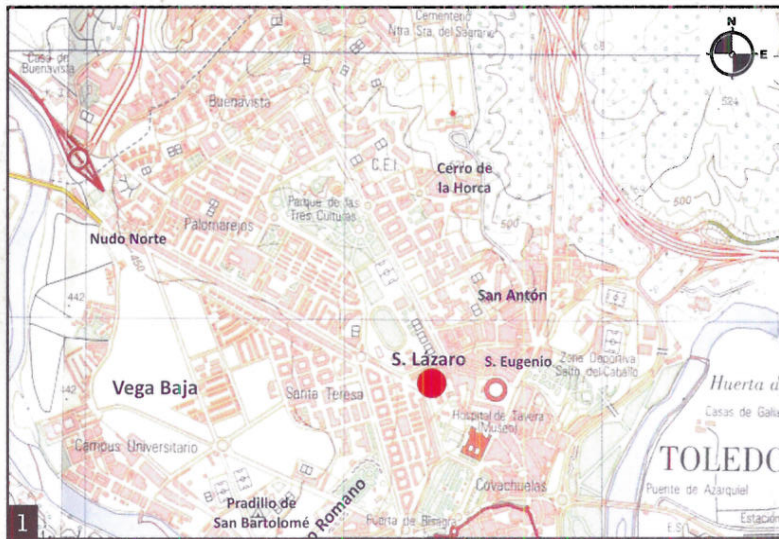 Cementerio
Ntra. Sra. del Sagrario
N
E
Casa de
Buenavista
Buenavista
524
C.E.I.
Cerro de
la Horca
500
Parque de las
Tres Culturas
500
Palomarejos
Nudo Norte
450
442
San Antón
S. Lázaro
S. Eugenio
Zona Deportiva
Salto del Caballo
Vega Baja
Santa Teresa
Huerta d
442
Hospital de Tavera
(Museo)
Casas de Gala
Campus Universitario
TOLEDO
Covachuelas
Puente de Azarquiel
Pradillo de
San Bartolomé
o Romano
Puerta de Bisagra
E.S.
Estación
1